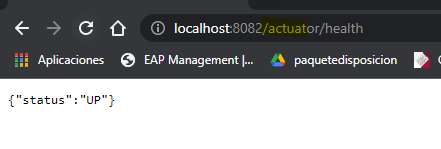 localhost:8082/actuator/health
Aplicaciones EAP Management |... paquetedisposicion
{"status":"UP"}